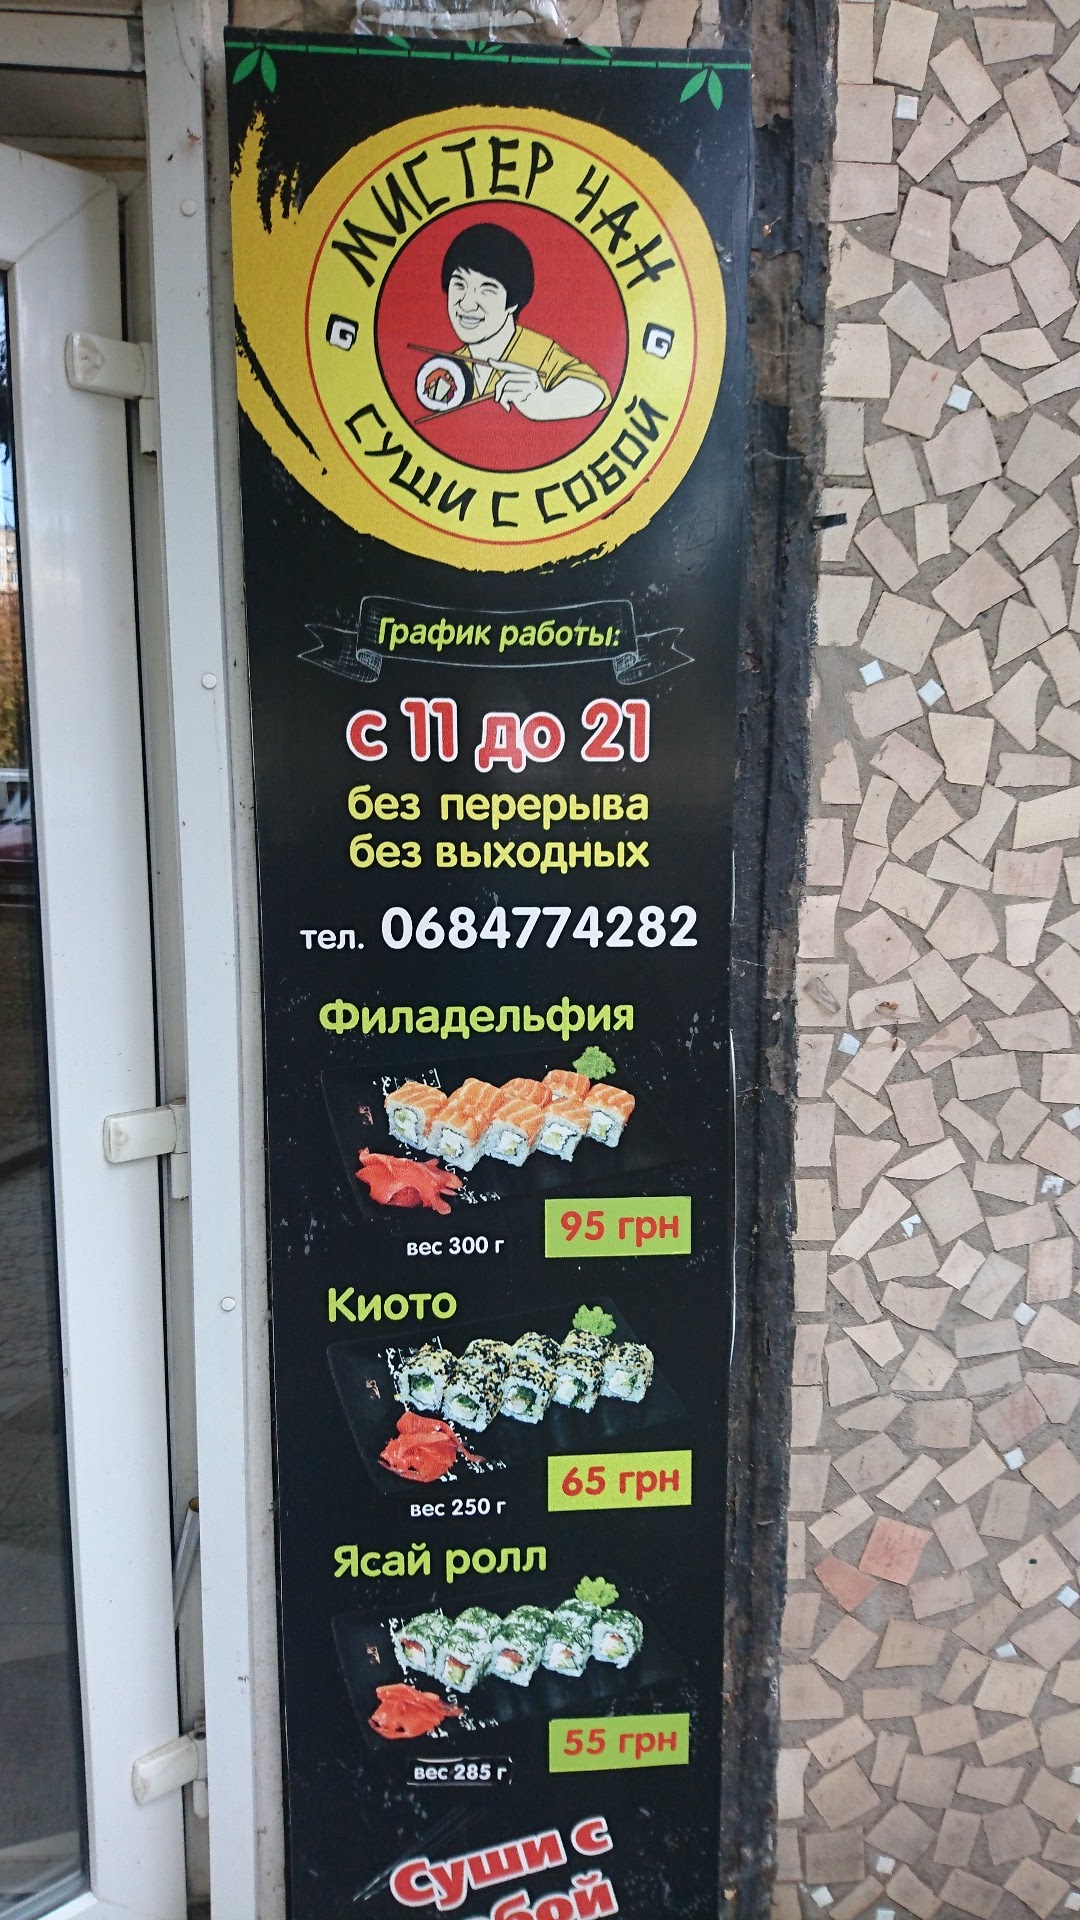 МИСТЕР ЧАН
СУШИ С СОБОЙ
График работы:
с 11 до 21
без перерыва
без выходных
тел. 0684774282
Филадельфия
95 грн
вес 300 г
Киото
65 грн
вес 250 г
Ясай ролл
55 грн
вес 285 г
Суши с
бой